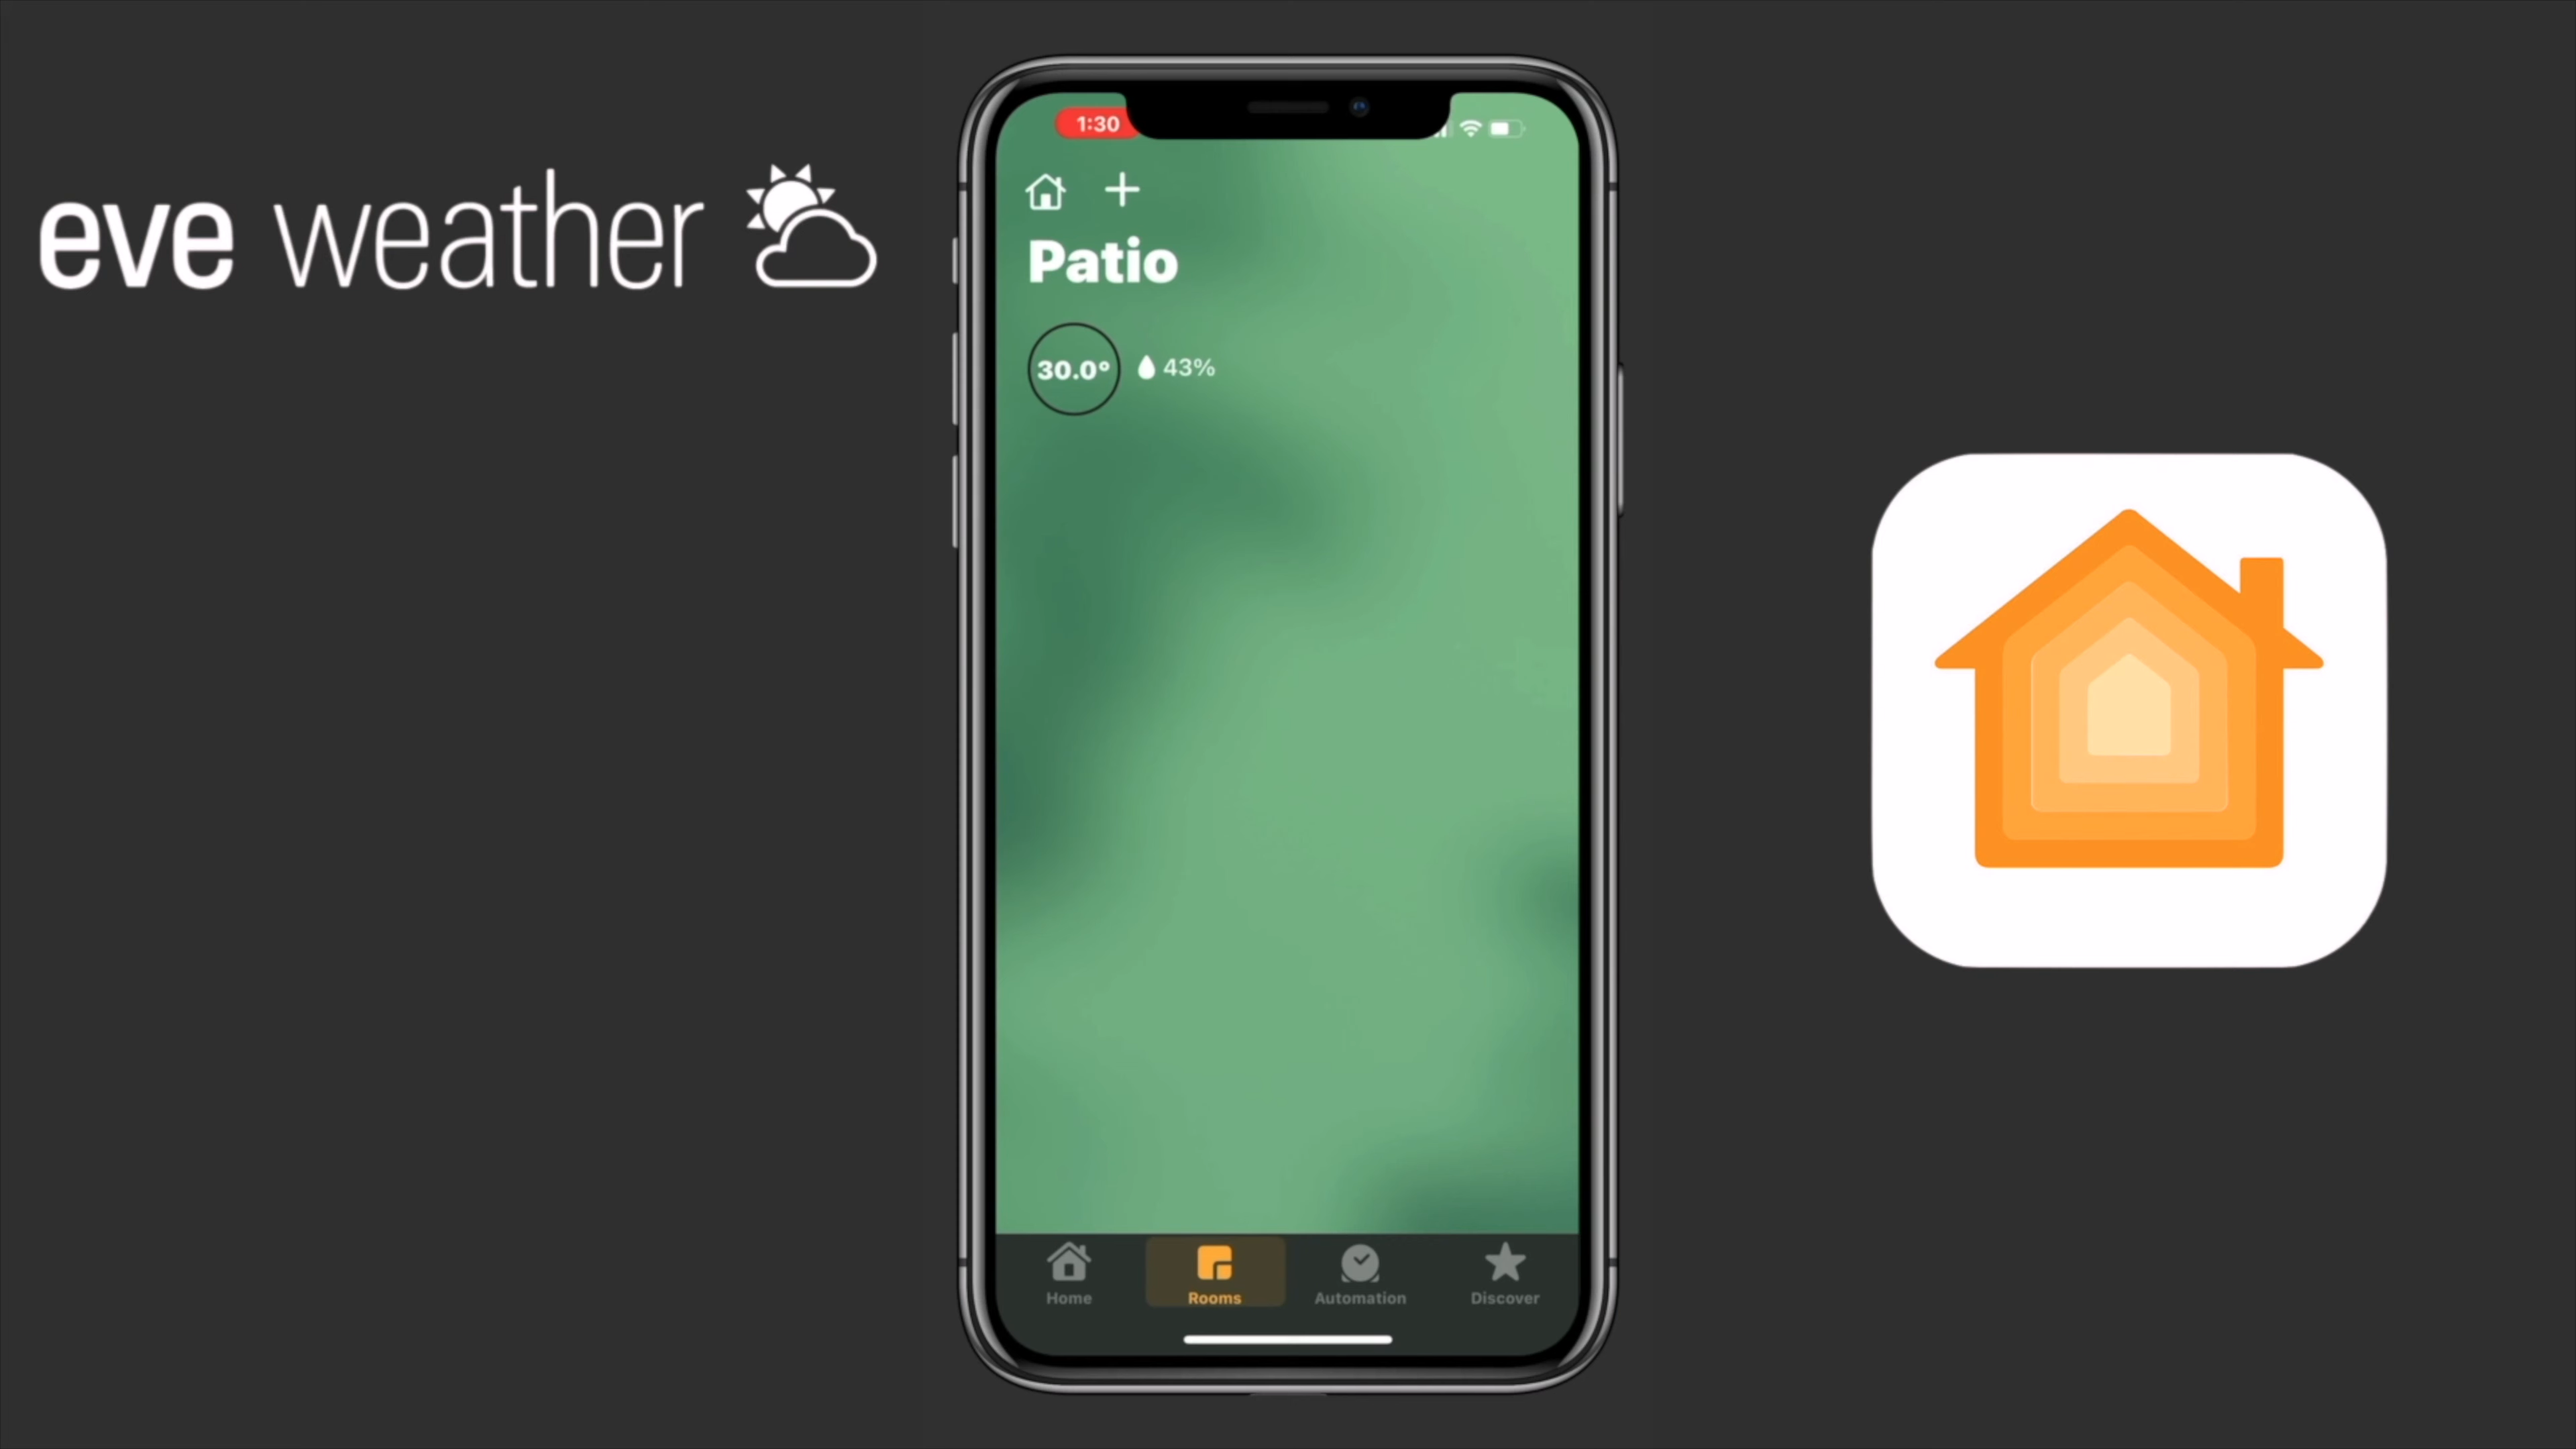 eve weather
1:30
Patio
30.0°
43%
Home
Rooms
Automation
Discover